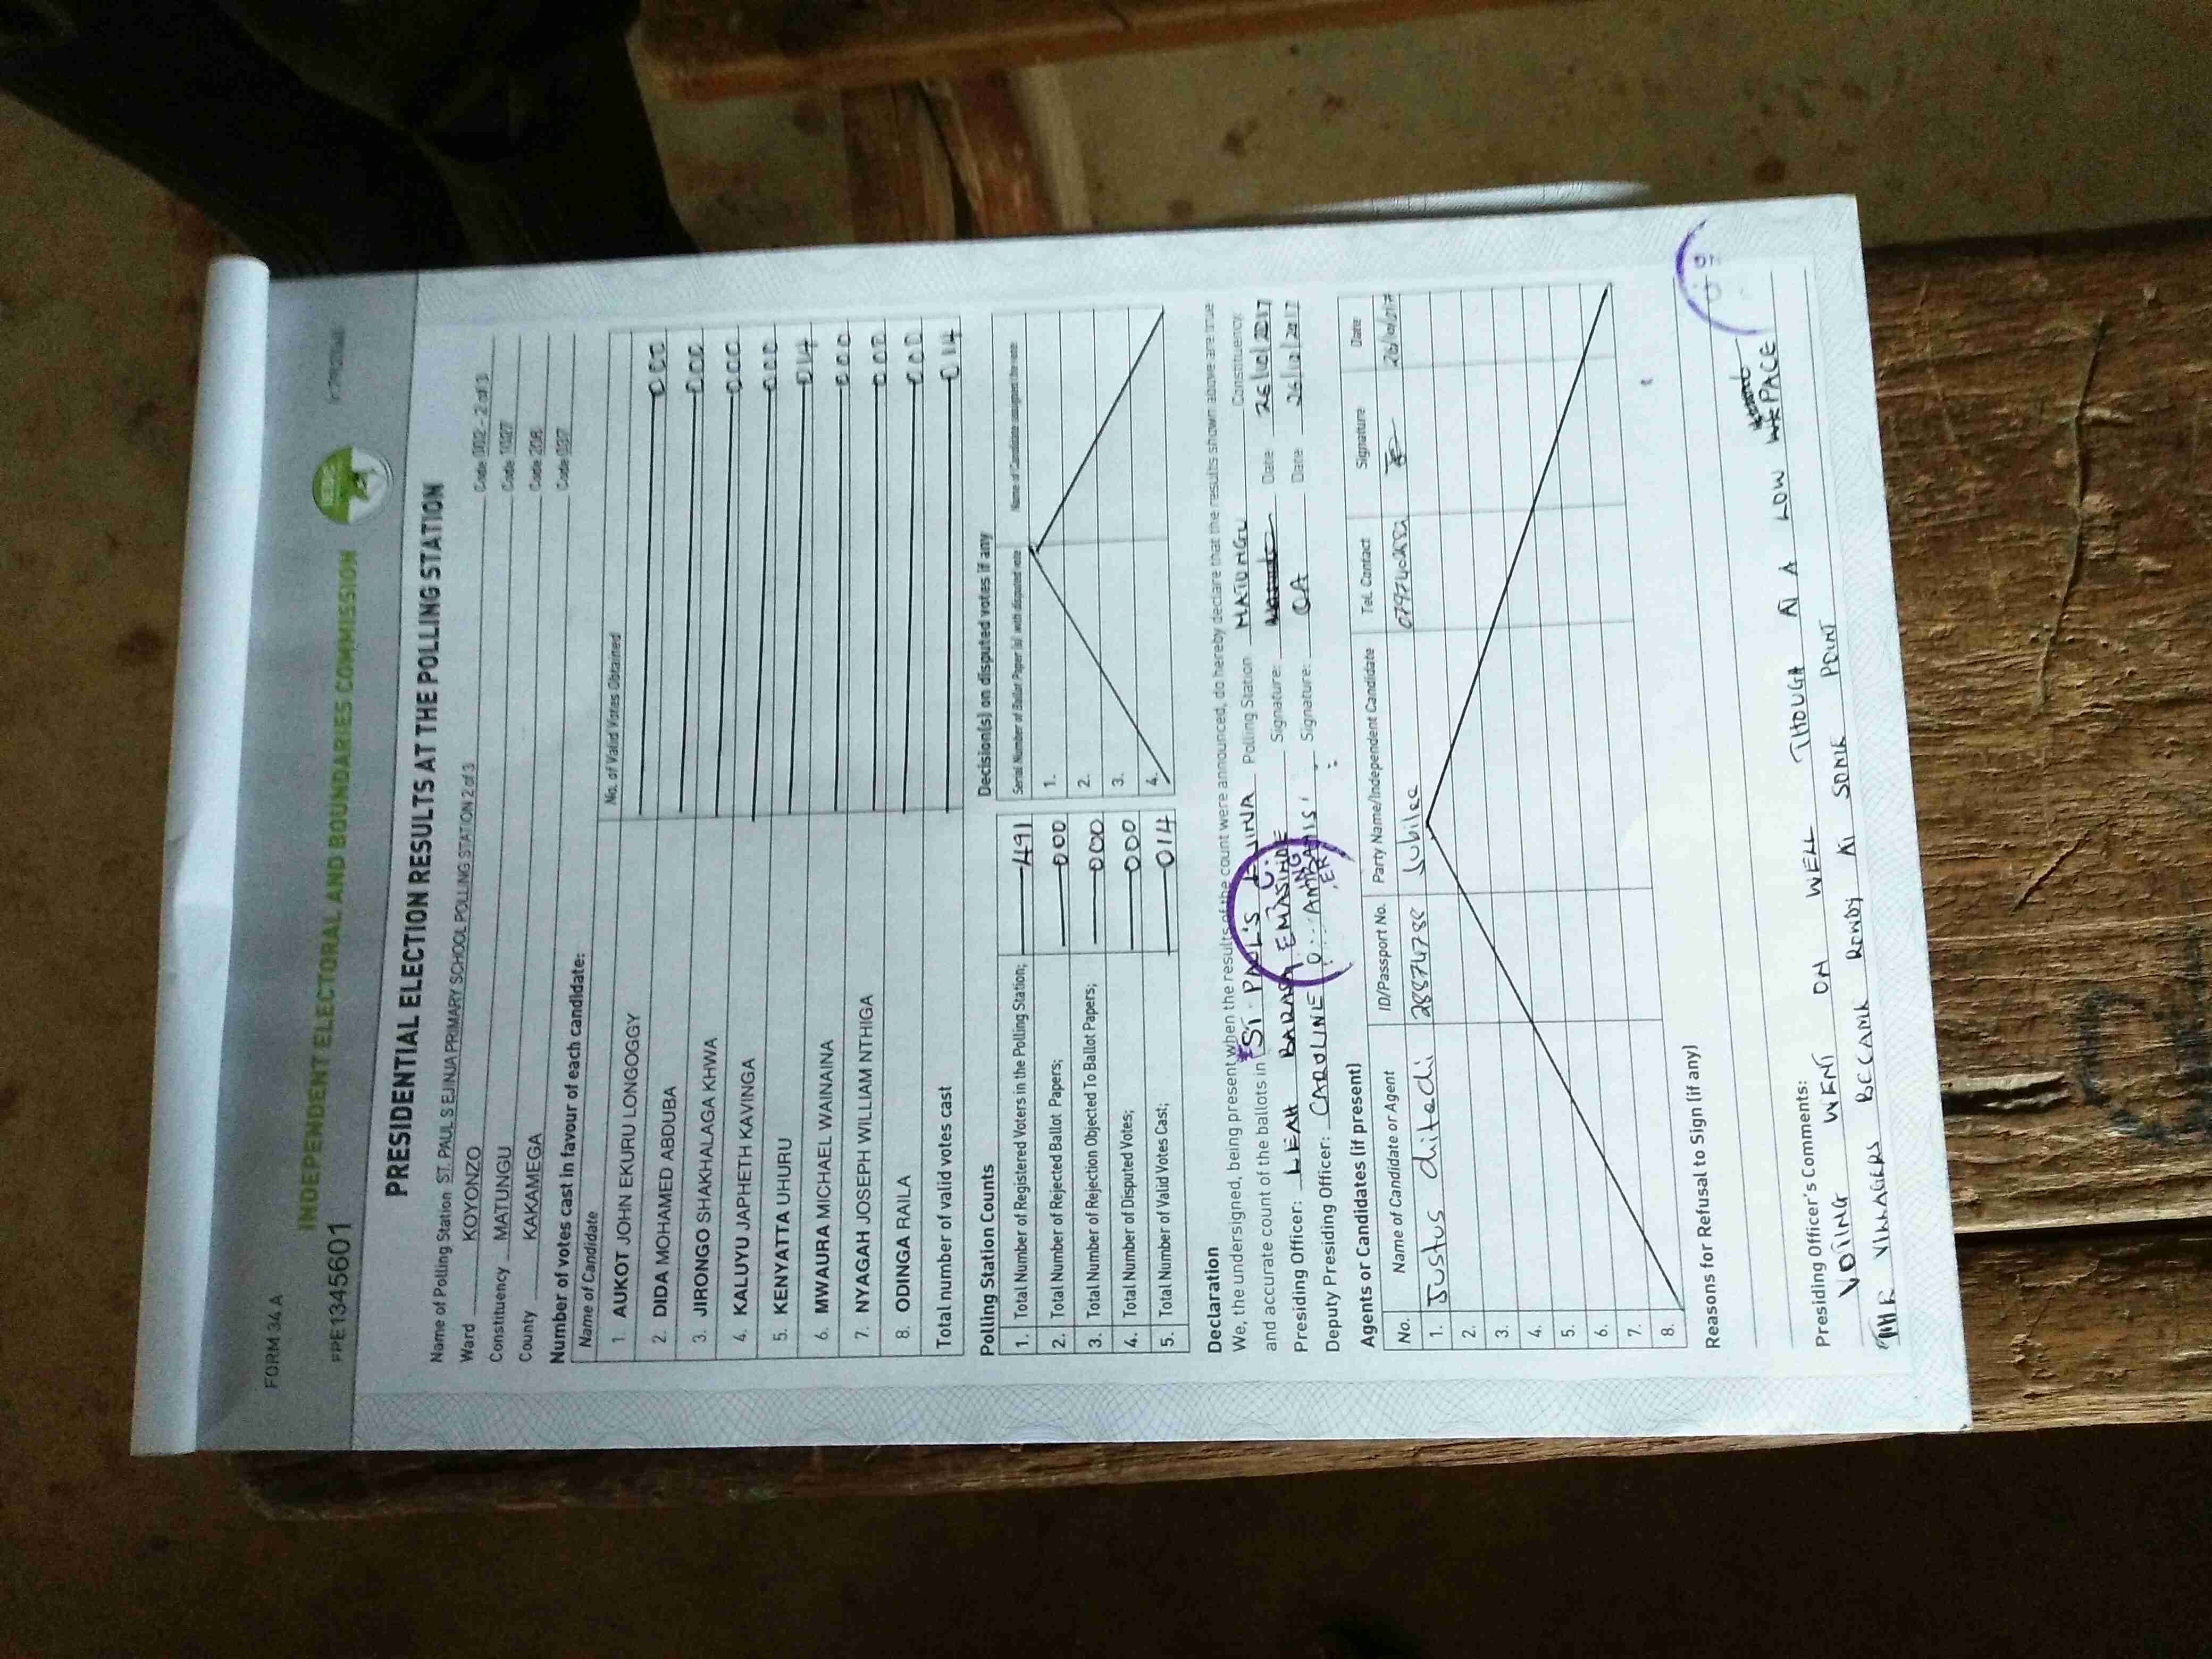 FORM 34 A
INDEPENDENT ELECTORAL AND BOUNDARIES COMMISSION
PPE13445601
PRESIDENTIAL ELECTION RESULTS AT THE POLLING STATION
Name of Polling Station ST. PAUL S EJINJA PRIMARY SCHOOL POLLING STATION 2 of 3 Code 002 - 2 of 3
Ward KOYONZO Code 1027
Constituency MATUNGU Code 208
County KAKAMEGA Code 037
Number of votes cast in favour of each candidate:
Name of Candidate No. of Valid Votes Obtained
1. AUKOT JOHN EKURU LONGOGGY 000
2. DIDA MOHAMED ABDUBA 000
3. JIRONGO SHAKHALAGA KHWA 000
4. KALUYU JAPHETH KAVINGA 000
5. KENYATTA UHURU 014
6. MWAURA MICHAEL WAINAINA 000
7. NYAGAH JOSEPH WILLIAM NTHIGA 000
8. ODINGA RAILA 000
Total number of valid votes cast 014
Polling Station Counts
1. Total Number of Registered Voters in the Polling Station; 491
2. Total Number of Rejected Ballot Papers; 000
3. Total Number of Rejection Objected To Ballot Papers; 000
4. Total Number of Disputed Votes; 000
5. Total Number of Valid Votes Cast; 014
Decision(s) on disputed votes if any
Serial Number of Ballot Paper (s) with disputed vote Name of Candidate assigned the vote
1.
2.
3.
4.
Declaration
We, the undersigned, being present when the results of the count were announced, do hereby declare that the results shown above are true
and accurate count of the ballots in ST. PAUL'S EJINJA Polling Station MATUNGU Constituency
Presiding Officer: LEAH BARASA EMASINDE Signature: Date 26/10/2017
Deputy Presiding Officer: CAROLINE Signature: CA Date 26/10/2017
Agents or Candidates (if present)
No. Name of Candidate or Agent ID/Passport No. Party Name/Independent Candidate Tel. Contact Signature Date
1. Justus 28874788 Jubilee 26/10/017
2.
3.
4.
5.
6.
7.
8.
Reasons for Refusal to Sign (if any)
Presiding Officer's Comments:
VOTING WENT ON WELL THOUGH AT A LOW PACE
THE VILLAGERS BECAME ROWDY AT SOME POINT